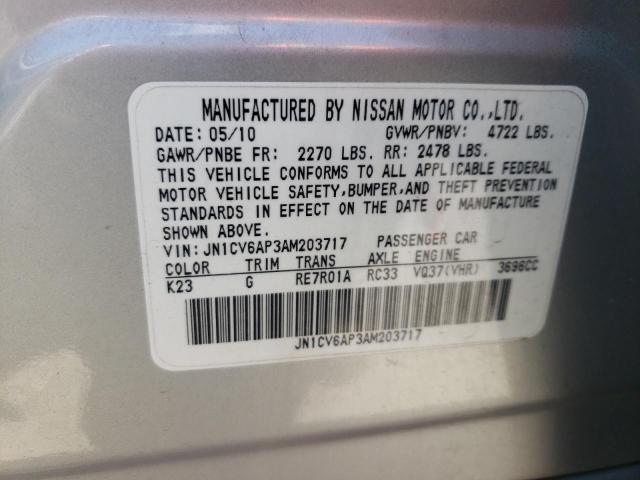 MANUFACTURED BY NISSAN MOTOR CO.,LTD.
DATE: 05/10 GVWR/PNBV: 4722 LBS.
GAWR/PNBE FR: 2270 LBS. RR: 2478 LBS.
THIS VEHICLE CONFORMS TO ALL APPLICABLE FEDERAL
MOTOR VEHICLE SAFETY,BUMPER,AND THEFT PREVENTION
STANDARDS IN EFFECT ON THE DATE OF MANUFACTURE
SHOWN ABOVE.
VIN: JN1CV6AP3AM203717 PASSENGER CAR
COLOR TRIM TRANS AXLE ENGINE
K23 G RE7R01A RC33 VQ37(VHR) 3696CC
JN1CV6AP3AM203717